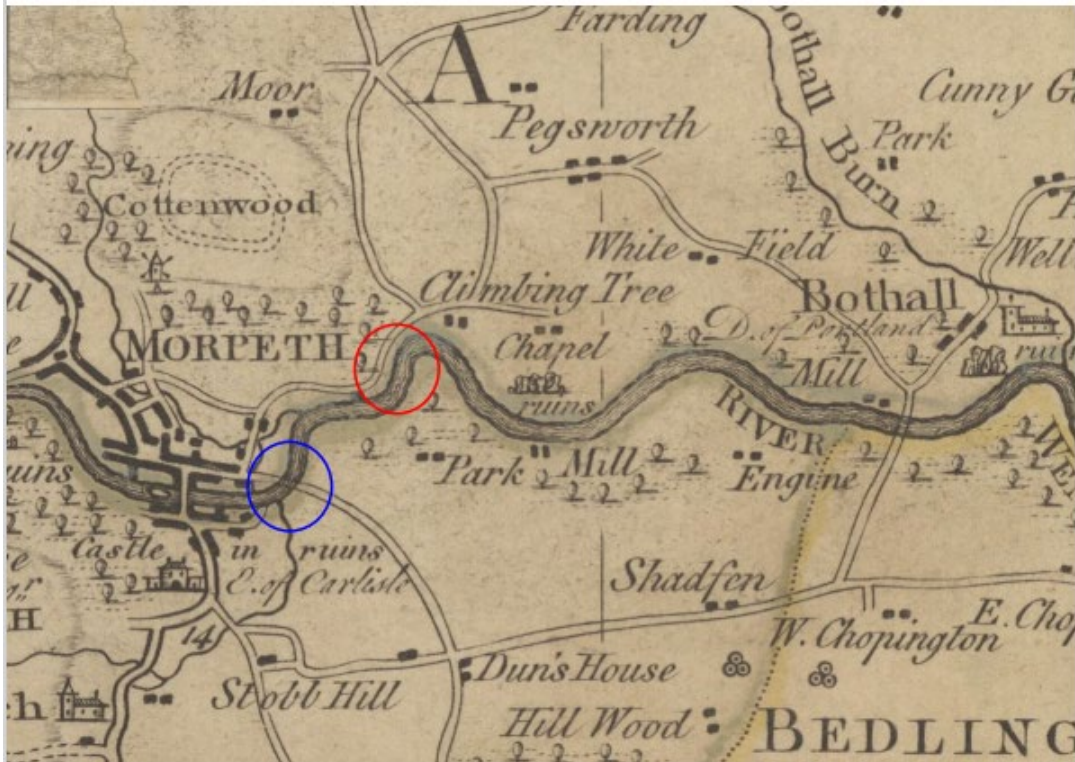 Farding
Moor
A
Pegsworth
Bothall Burn
Cunny G
Park
Cottenwood
White Field
Well
Climbing Tree
Bothall
D. of Portland
MORPETH
Chapel
ruins
Mill
RIVER
WE
Park
Mill
Engine
Castle in ruins
E. of Carlisle
Shadfen
H
14
W. Chopington
E. Chop
Dun's House
Stobb Hill
ch
Hill Wood
BEDLING